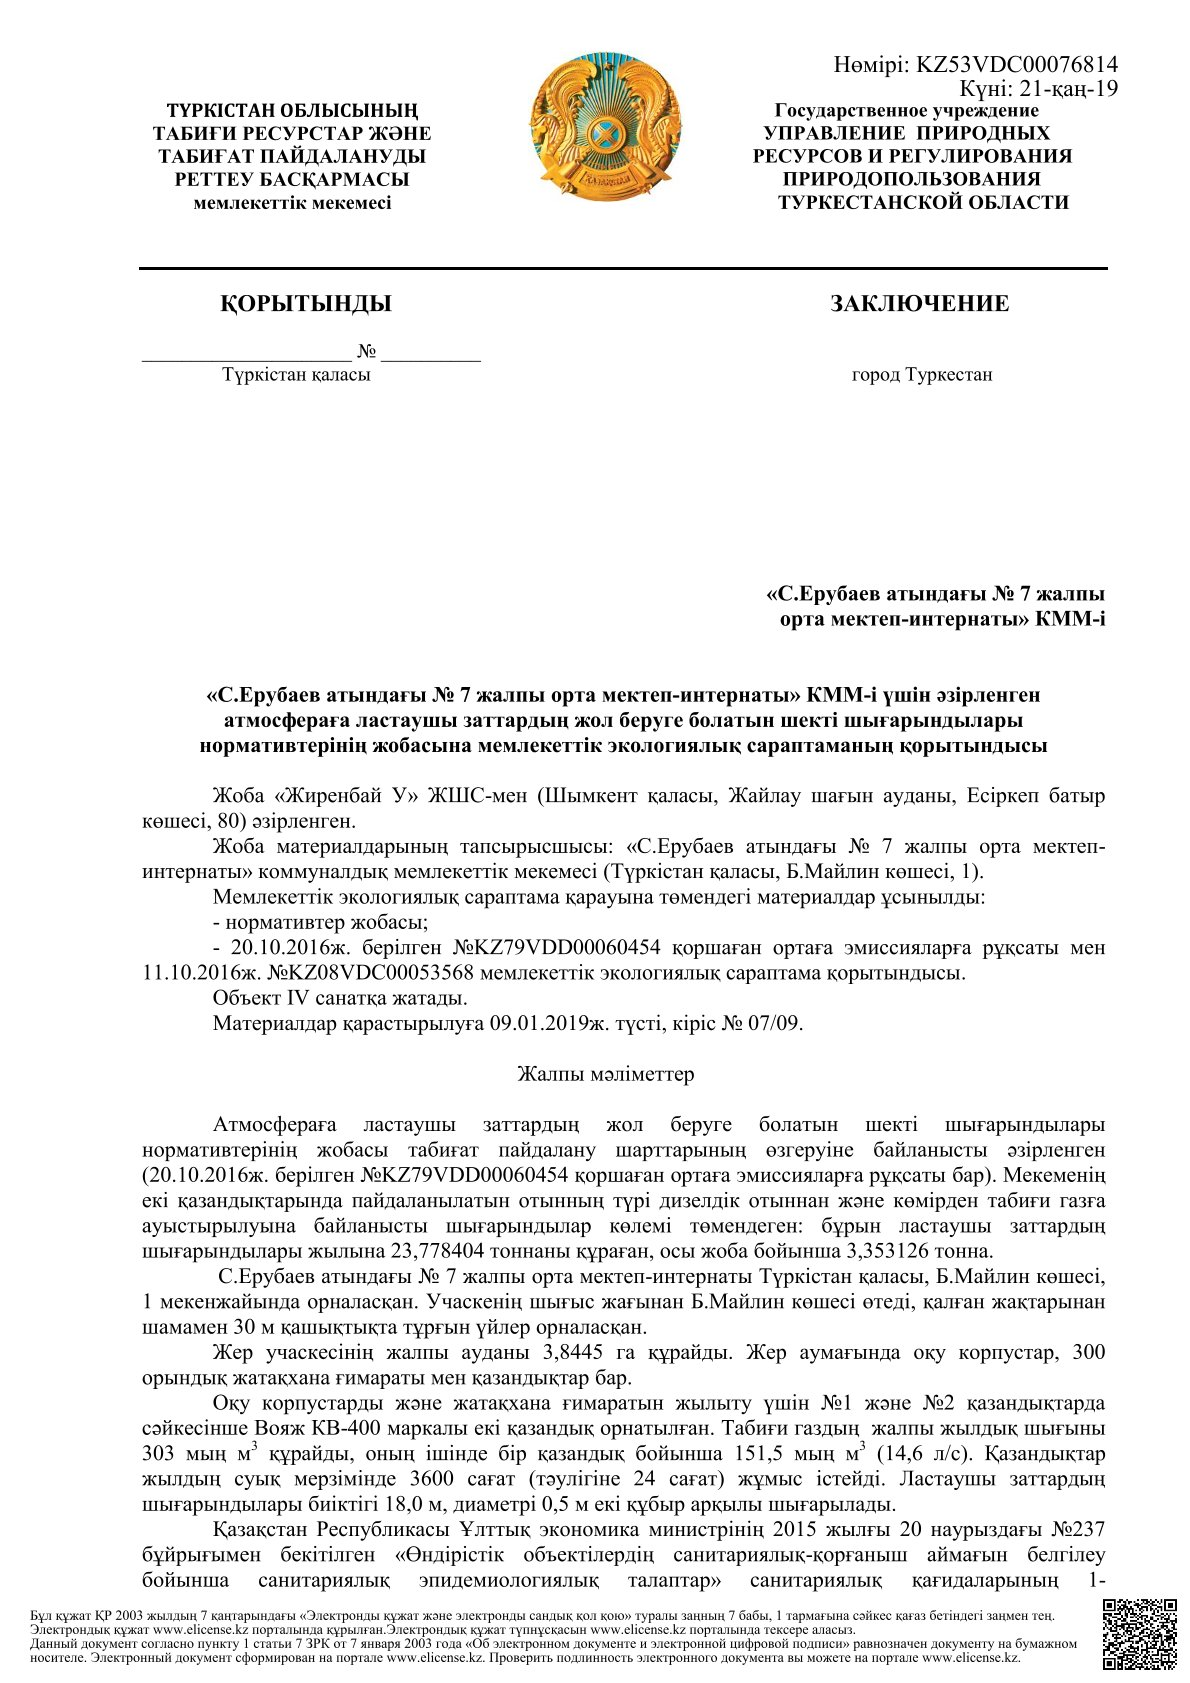 Нөмірі: KZ53VDC00076814
Күні: 21-қаң-19
ТҮРКІСТАН ОБЛЫСЫНЫҢ
ТАБИҒИ РЕСУРСТАР ЖӘНЕ
ТАБИҒАТ ПАЙДАЛАНУДЫ
РЕТТЕУ БАСҚАРМАСЫ
мемлекеттік мекемесі
ҚАЗАҚСТАН
Государственное учреждение
УПРАВЛЕНИЕ ПРИРОДНЫХ
РЕСУРСОВ И РЕГУЛИРОВАНИЯ
ПРИРОДОПОЛЬЗОВАНИЯ
ТУРКЕСТАНСКОЙ ОБЛАСТИ
ҚОРЫТЫНДЫ
ЗАКЛЮЧЕНИЕ
_____________________ № __________
Түркістан қаласы
город Туркестан
«С.Ерубаев атындағы № 7 жалпы
орта мектеп-интернаты» КММ-і
«С.Ерубаев атындағы № 7 жалпы орта мектеп-интернаты» КММ-і үшін әзірленген
атмосфераға ластаушы заттардың жол беруге болатын шекті шығарындылары
нормативтерінің жобасына мемлекеттік экологиялық сараптаманың қорытындысы
Жоба «Жиренбай У» ЖШС-мен (Шымкент қаласы, Жайлау шағын ауданы, Есіркеп батыр
көшесі, 80) әзірленген.
Жоба материалдарының тапсырысшысы: «С.Ерубаев атындағы № 7 жалпы орта мектеп-
интернаты» коммуналдық мемлекеттік мекемесі (Түркістан қаласы, Б.Майлин көшесі, 1).
Мемлекеттік экологиялық сараптама қарауына төмендегі материалдар ұсынылды:
- нормативтер жобасы;
- 20.10.2016ж. берілген №KZ79VDD00060454 қоршаған ортаға эмиссияларға рұқсаты мен
11.10.2016ж. №KZ08VDC00053568 мемлекеттік экологиялық сараптама қорытындысы.
Объект IV санатқа жатады.
Материалдар қарастырылуға 09.01.2019ж. түсті, кіріс № 07/09.
Жалпы мәліметтер
Атмосфераға ластаушы заттардың жол беруге болатын шекті шығарындылары
нормативтерінің жобасы табиғат пайдалану шарттарының өзгеруіне байланысты әзірленген
(20.10.2016ж. берілген №KZ79VDD00060454 қоршаған ортаға эмиссияларға рұқсаты бар). Мекеменің
екі қазандықтарында пайдаланылатын отынның түрі дизелдік отыннан және көмірден табиғи газға
ауыстырылуына байланысты шығарындылар көлемі төмендеген: бұрын ластаушы заттардың
шығарындылары жылына 23,778404 тоннаны құраған, осы жоба бойынша 3,353126 тонна.
С.Ерубаев атындағы № 7 жалпы орта мектеп-интернаты Түркістан қаласы, Б.Майлин көшесі,
1 мекенжайында орналасқан. Учаскенің шығыс жағынан Б.Майлин көшесі өтеді, қалған жақтарынан
шамамен 30 м қашықтықта тұрғын үйлер орналасқан.
Жер учаскесінің жалпы ауданы 3,8445 га құрайды. Жер аумағында оқу корпустар, 300
орындық жатақхана ғимараты мен қазандықтар бар.
Оқу корпустарды және жатақхана ғимаратын жылыту үшін №1 және №2 қазандықтарда
сәйкесінше Вояж КВ-400 маркалы екі қазандық орнатылған. Табиғи газдың жалпы жылдық шығыны
303 мың м³ құрайды, оның ішінде бір қазандық бойынша 151,5 мың м³ (14,6 л/с). Қазандықтар
жылдың суық мерзімінде 3600 сағат (тәулігіне 24 сағат) жұмыс істейді. Ластаушы заттардың
шығарындылары биіктігі 18,0 м, диаметрі 0,5 м екі құбыр арқылы шығарылады.
Қазақстан Республикасы Ұлттық экономика министрінің 2015 жылғы 20 наурыздағы №237
бұйрығымен бекітілген «Өндірістік объектілердің санитариялық-қорғаныш аймағын белгілеу
бойынша санитариялық эпидемиологиялық талаптар» санитариялық қағидаларының 1-
Бұл құжат ҚР 2003 жылдың 7 қаңтарындағы «Электронды құжат және электронды сандық қол қою» туралы заңның 7 бабы, 1 тармағына сәйкес қағаз бетіндегі заңмен тең.
Электрондық құжат www.elicense.kz порталында құрылған.Электрондық құжат түпнұсқасын www.elicense.kz порталында тексере аласыз.
Данный документ согласно пункту 1 статьи 7 ЗРК от 7 января 2003 года «Об электронном документе и электронной цифровой подписи» равнозначен документу на бумажном
носителе. Электронный документ сформирован на портале www.elicense.kz. Проверить подлинность электронного документа вы можете на портале www.elicense.kz.